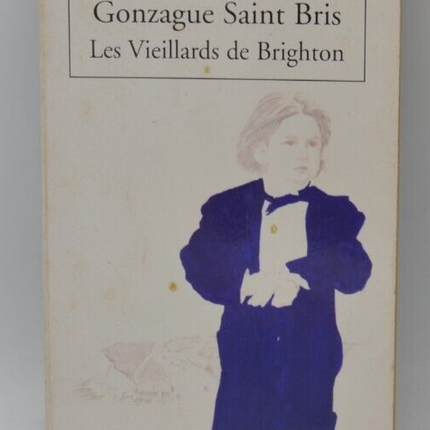 Gonzague Saint Bris
Les Vieillards de Brighton